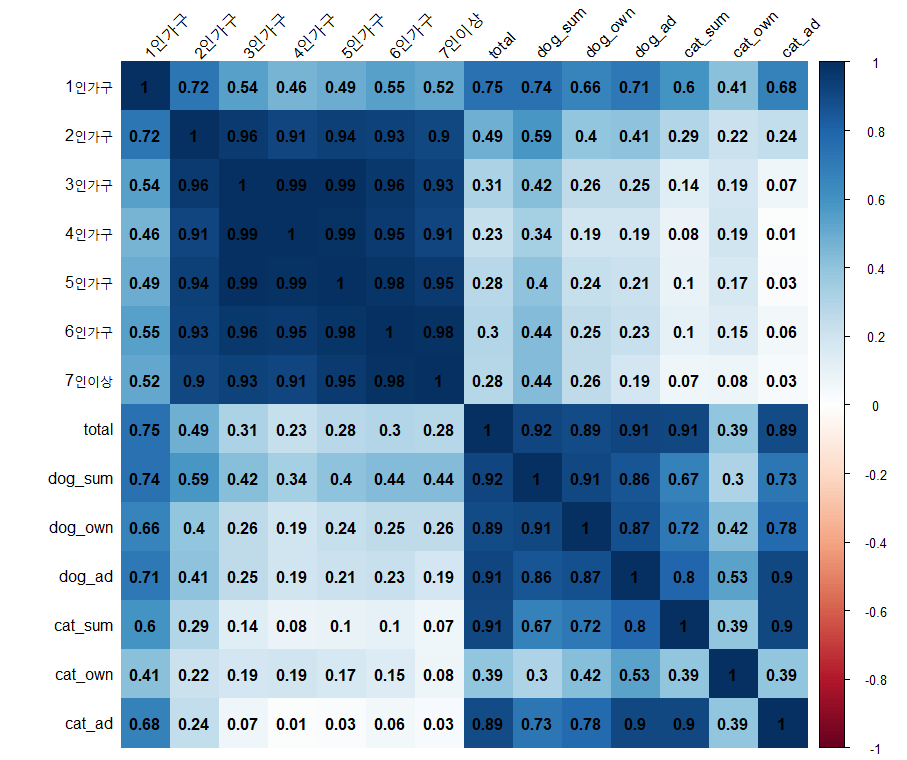 1인가구 2인가구 3인가구 4인가구 5인가구 6인가구 7인이상 total dog_sum dog_own dog_ad cat_sum cat_own cat_ad
1인가구 1 0.72 0.54 0.46 0.49 0.55 0.52 0.75 0.74 0.66 0.71 0.6 0.41 0.68
2인가구 0.72 1 0.96 0.91 0.94 0.93 0.9 0.49 0.59 0.4 0.41 0.29 0.22 0.24
3인가구 0.54 0.96 1 0.99 0.99 0.96 0.93 0.31 0.42 0.26 0.25 0.14 0.19 0.07
4인가구 0.46 0.91 0.99 1 0.99 0.95 0.91 0.23 0.34 0.19 0.19 0.08 0.19 0.01
5인가구 0.49 0.94 0.99 0.99 1 0.98 0.95 0.28 0.4 0.24 0.21 0.1 0.17 0.03
6인가구 0.55 0.93 0.96 0.95 0.98 1 0.98 0.3 0.44 0.25 0.23 0.1 0.15 0.06
7인이상 0.52 0.9 0.93 0.91 0.95 0.98 1 0.28 0.44 0.26 0.19 0.07 0.08 0.03
total 0.75 0.49 0.31 0.23 0.28 0.3 0.28 1 0.92 0.89 0.91 0.91 0.39 0.89
dog_sum 0.74 0.59 0.42 0.34 0.4 0.44 0.44 0.92 1 0.91 0.86 0.67 0.3 0.73
dog_own 0.66 0.4 0.26 0.19 0.24 0.25 0.26 0.89 0.91 1 0.87 0.72 0.42 0.78
dog_ad 0.71 0.41 0.25 0.19 0.21 0.23 0.19 0.91 0.86 0.87 1 0.8 0.53 0.9
cat_sum 0.6 0.29 0.14 0.08 0.1 0.1 0.07 0.91 0.67 0.72 0.8 1 0.39 0.9
cat_own 0.41 0.22 0.19 0.19 0.17 0.15 0.08 0.39 0.3 0.42 0.53 0.39 1 0.39
cat_ad 0.68 0.24 0.07 0.01 0.03 0.06 0.03 0.89 0.73 0.78 0.9 0.9 0.39 1
1
0.8
0.6
0.4
0.2
0
-0.2
-0.4
-0.6
-0.8
-1